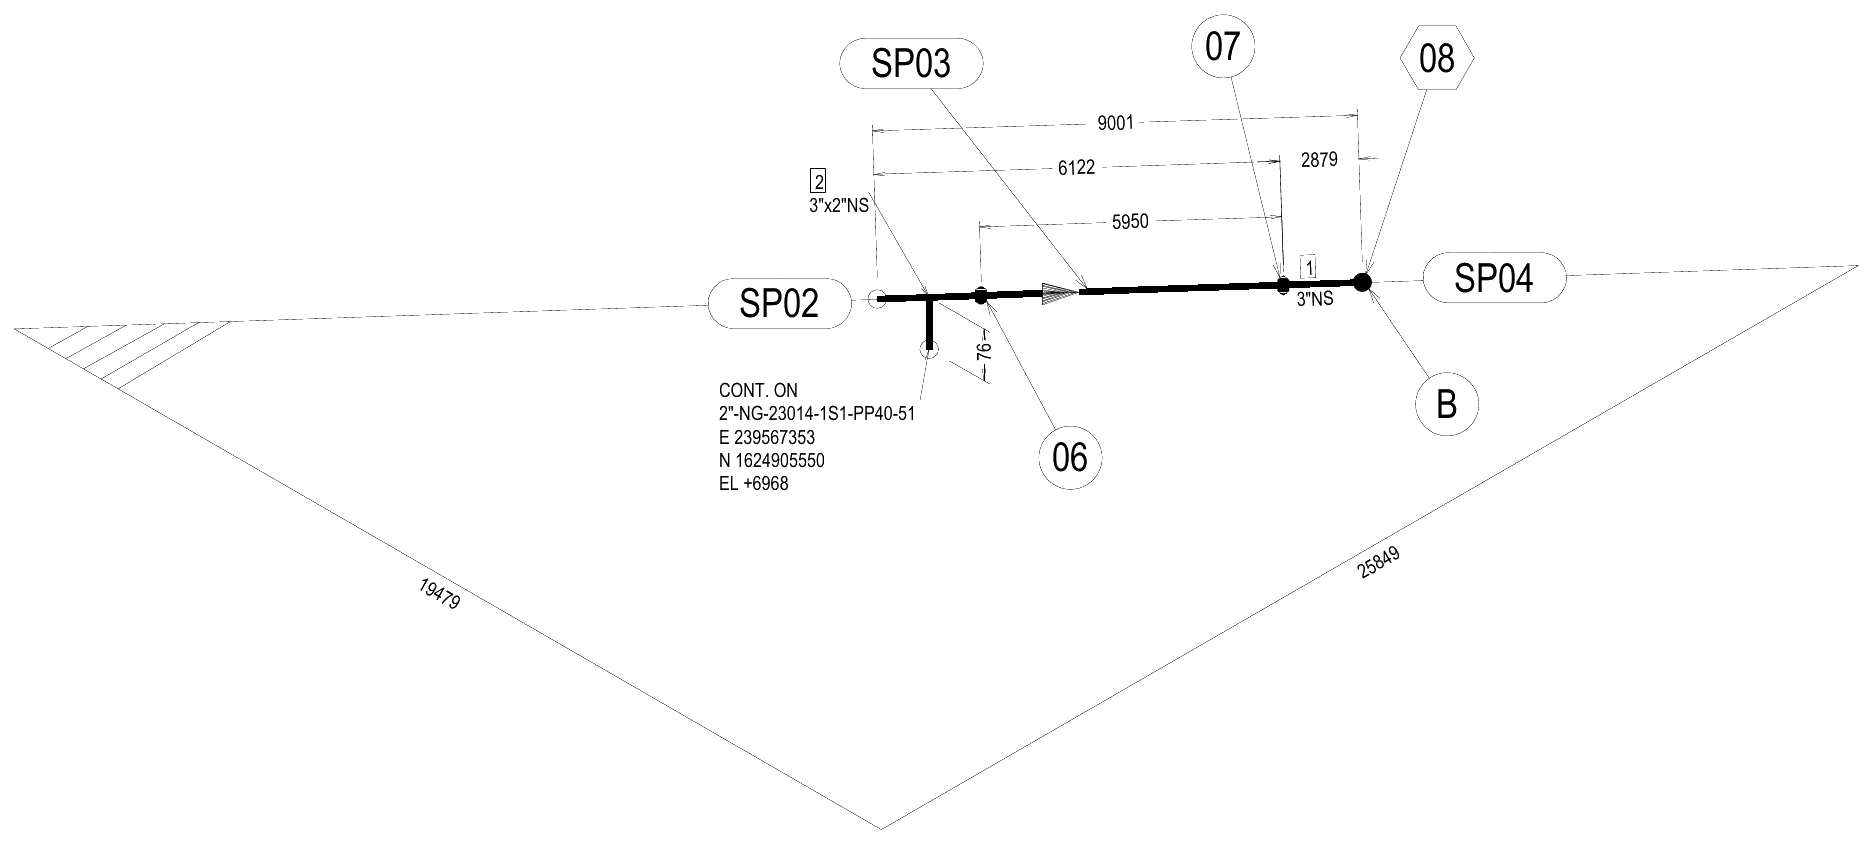 SP03
07
08
9001
6122
2879
2
3"x2"NS
5950
1
3"NS
SP02
SP04
76
CONT. ON
2"-NG-23014-1S1-PP40-51
E 239567353
N 1624905550
EL +6968
06
B
19479
25849